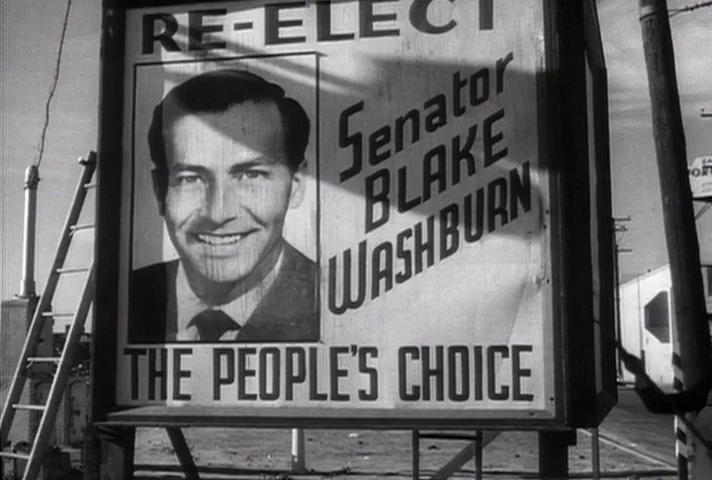 RE-ELECT
Senator
BLAKE
WASHBURN
THE PEOPLE'S CHOICE